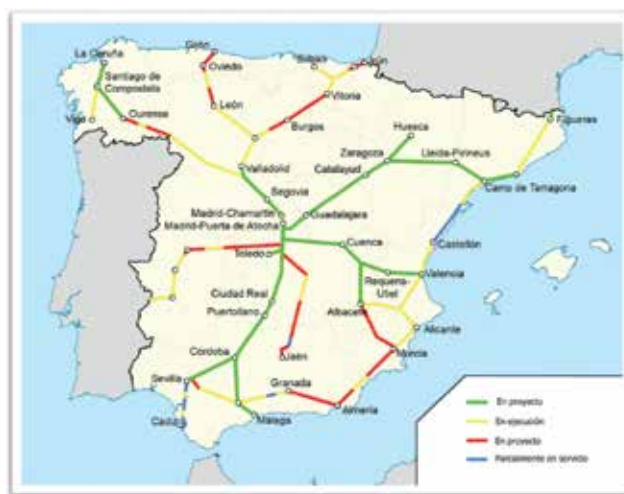 La Coruña
Santiago de
Compostela
Vigo
Ourense
Gijón
Oviedo
León
Bilbao
Vitoria
Burgos
Valladolid
Segovia
Huesca
Zaragoza
Calatayud
Lleida-Pirineus
Figueras
Camp de Tarragona
Madrid-Chamartín
Madrid-Puerta de Atocha
Guadalajara
Toledo
Cuenca
Castellón
Requena-
Utiel
Valencia
Ciudad Real
Puertollano
Albacete
Alicante
Murcia
Córdoba
Jaén
Sevilla
Granada
Cádiz
Málaga
Almería
En proyecto
En ejecución
En proyecto
Parcialmente en servicio